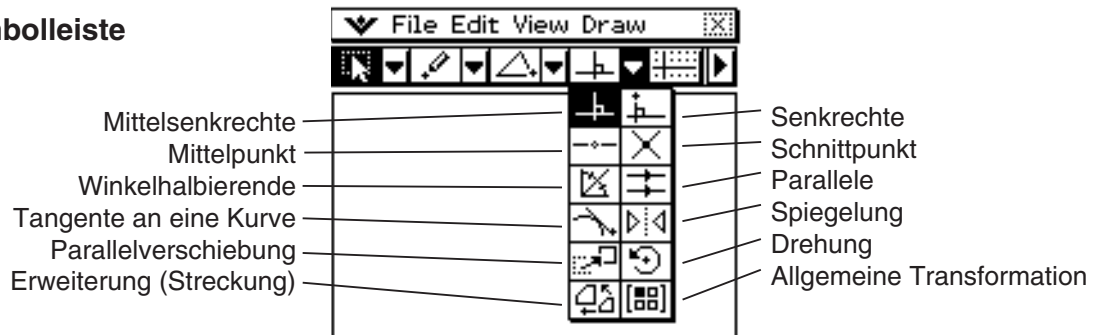 bolleiste
File Edit View Draw
Mittelsenkrechte
Mittelpunkt
Winkelhalbierende
Tangente an eine Kurve
Parallelverschiebung
Erweiterung (Streckung)
Senkrechte
Schnittpunkt
Parallele
Spiegelung
Drehung
Allgemeine Transformation